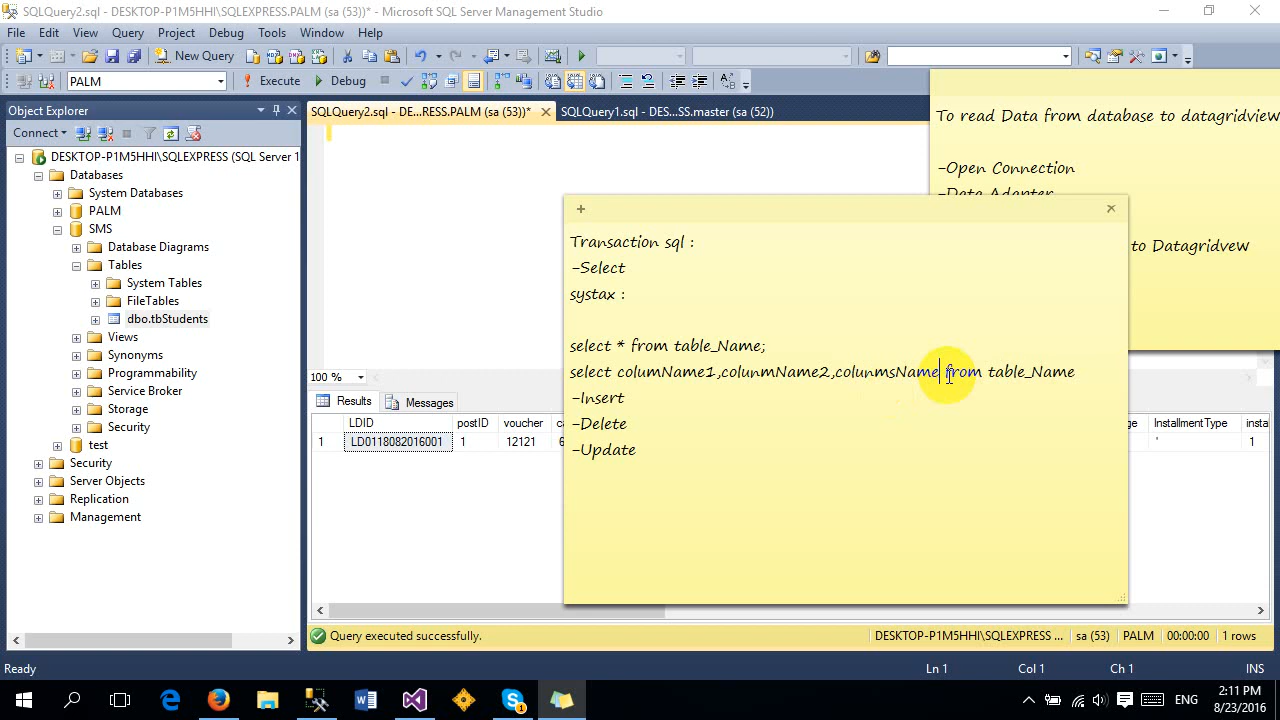 SQLQuery2.sql - DESKTOP-P1M5HHI\SQLEXPRESS.PALM (sa (53))* - Microsoft SQL Server Management Studio
File Edit View Query Project Debug Tools Window Help
New Query
PALM Execute Debug
Object Explorer
SQLQuery2.sql - DE...RESS.PALM (sa (53))* SQLQuery1.sql - DES...SS.master (sa (52))
Connect
DESKTOP-P1M5HHI\SQLEXPRESS (SQL Server 1
Databases
System Databases
PALM
SMS
Database Diagrams
Tables
System Tables
FileTables
dbo.tbStudents
Views
Synonyms
Programmability
Service Broker
Storage
Security
test
Security
Server Objects
Replication
Management
To read Data from database to datagridview
-Open Connection
-Data Adapter
to Datagridvew
Transaction sql :
-Select
systax :
select * from table_Name;
select columName1,colunmName2,colunmsName from table_Name
-Insert
-Delete
-Update
100 %
Results Messages
LDID postID voucher InstallmentType
1 LD0118082016001 1 12121 ' 1
Query executed successfully. DESKTOP-P1M5HHI\SQLEXPRESS ... sa (53) PALM 00:00:00 1 rows
Ready Ln 1 Col 1 Ch 1 INS
ENG 2:11 PM
8/23/2016